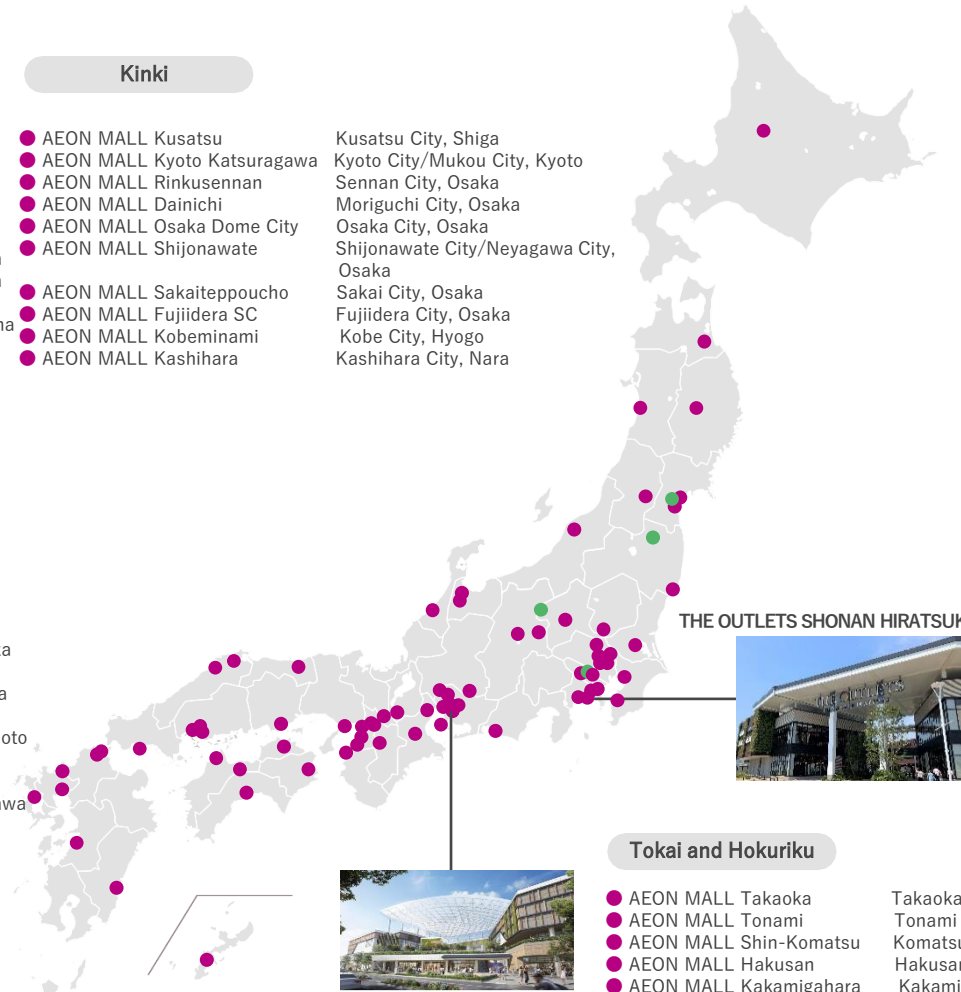 Kinki
AEON MALL Kusatsu Kusatsu City, Shiga
AEON MALL Kyoto Katsuragawa Kyoto City/Mukou City, Kyoto
AEON MALL Rinkusennan Sennan City, Osaka
AEON MALL Dainichi Moriguchi City, Osaka
AEON MALL Osaka Dome City Osaka City, Osaka
AEON MALL Shijonawate Shijonawate City/Neyagawa City,
Osaka
AEON MALL Sakaiteppoucho Sakai City, Osaka
AEON MALL Fujiidera SC Fujiidera City, Osaka
AEON MALL Kobeminami Kobe City, Hyogo
AEON MALL Kashihara Kashihara City, Nara
THE OUTLETS SHONAN HIRATSUK
Tokai and Hokuriku
AEON MALL Takaoka Takaoka
AEON MALL Tonami Tonami
AEON MALL Shin-Komatsu Komatsu
AEON MALL Hakusan Hakusan
AEON MALL Kakamigahara Kakami